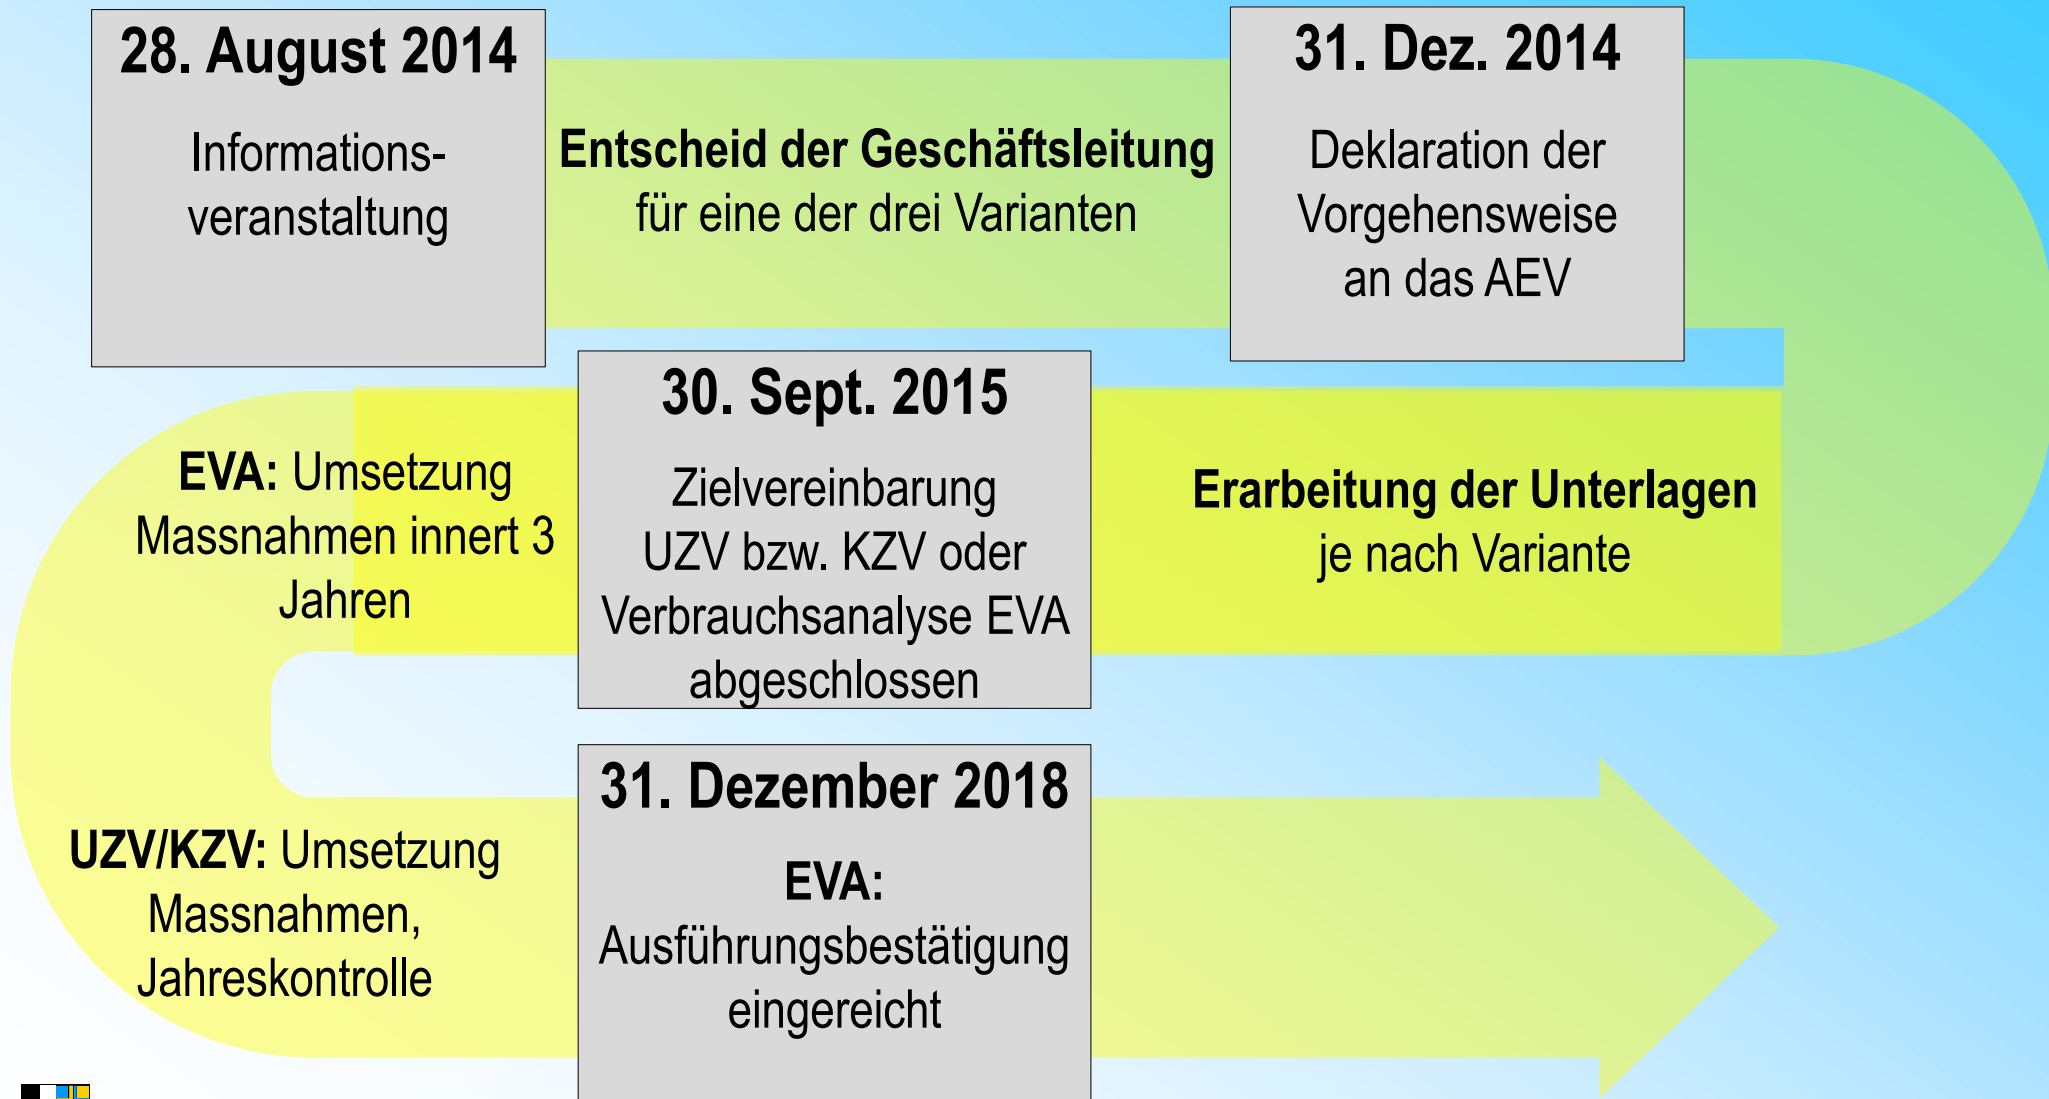 28. August 2014
Informations-
veranstaltung
Entscheid der Geschäftsleitung
für eine der drei Varianten
31. Dez. 2014
Deklaration der
Vorgehensweise
an das AEV
Erarbeitung der Unterlagen
je nach Variante
30. Sept. 2015
Zielvereinbarung
UZV bzw. KZV oder
Verbrauchsanalyse EVA
abgeschlossen
EVA: Umsetzung
Massnahmen innert 3
Jahren
UZV/KZV: Umsetzung
Massnahmen,
Jahreskontrolle
31. Dezember 2018
EVA:
Ausführungsbestätigung
eingereicht